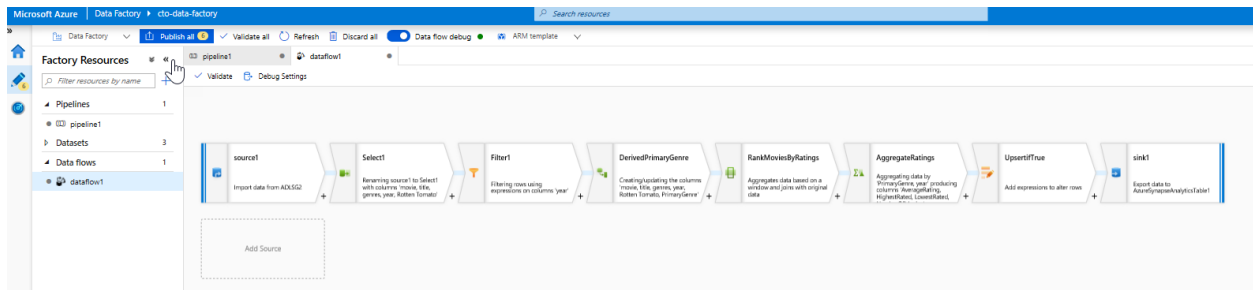 Microsoft Azure Data Factory cto-data-factory Search resources
Data Factory Publish all 6 Validate all Refresh Discard all Data flow debug ARM template
Factory Resources
pipeline1 dataflow1
Filter resources by name
Validate Debug Settings
6
Pipelines 1
pipeline1
Datasets 3
Data flows 1
dataflow1
source1
Import data from ADLSG2
Select1
Renaming source1 to Select1
with columns 'movie, title,
genres, year, Rotten Tomato'
Filter1
Filtering rows using
expressions on columns 'year'
DerivedPrimaryGenre
Creating/updating the columns
'movie, title, genres, year,
Rotten Tomato, PrimaryGenre'
RankMoviesByRatings
Aggregates data based on a
window and joins with original
data
AggregateRatings
Aggregating data by
'PrimaryGenre, year' producing
columns 'AverageRating,
HighestRated, LowestRated,
UpsertIfTrue
Add expressions to alter rows
sink1
Export data to
AzureSynapseAnalyticsTable1
Add Source